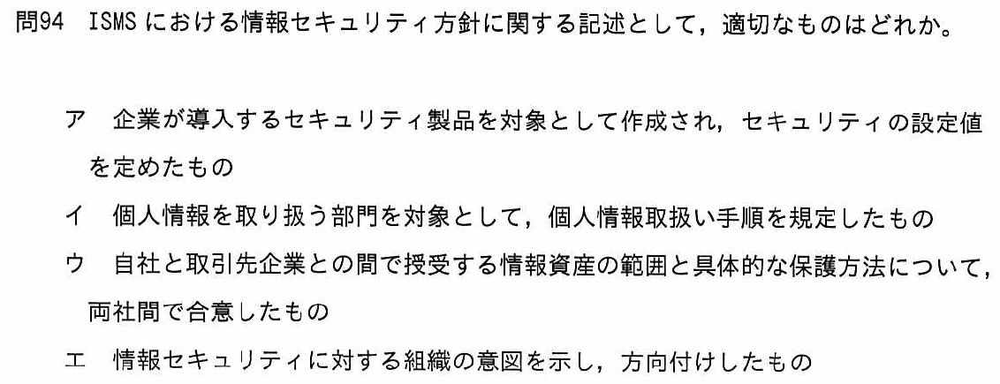 問94　ISMSにおける情報セキュリティ方針に関する記述として，適切なものはどれか。
ア　企業が導入するセキュリティ製品を対象として作成され，セキュリティの設定値
を定めたもの
イ　個人情報を取り扱う部門を対象として，個人情報取扱い手順を規定したもの
ウ　自社と取引先企業との間で授受する情報資産の範囲と具体的な保護方法について，
両社間で合意したもの
エ　情報セキュリティに対する組織の意図を示し，方向付けしたもの